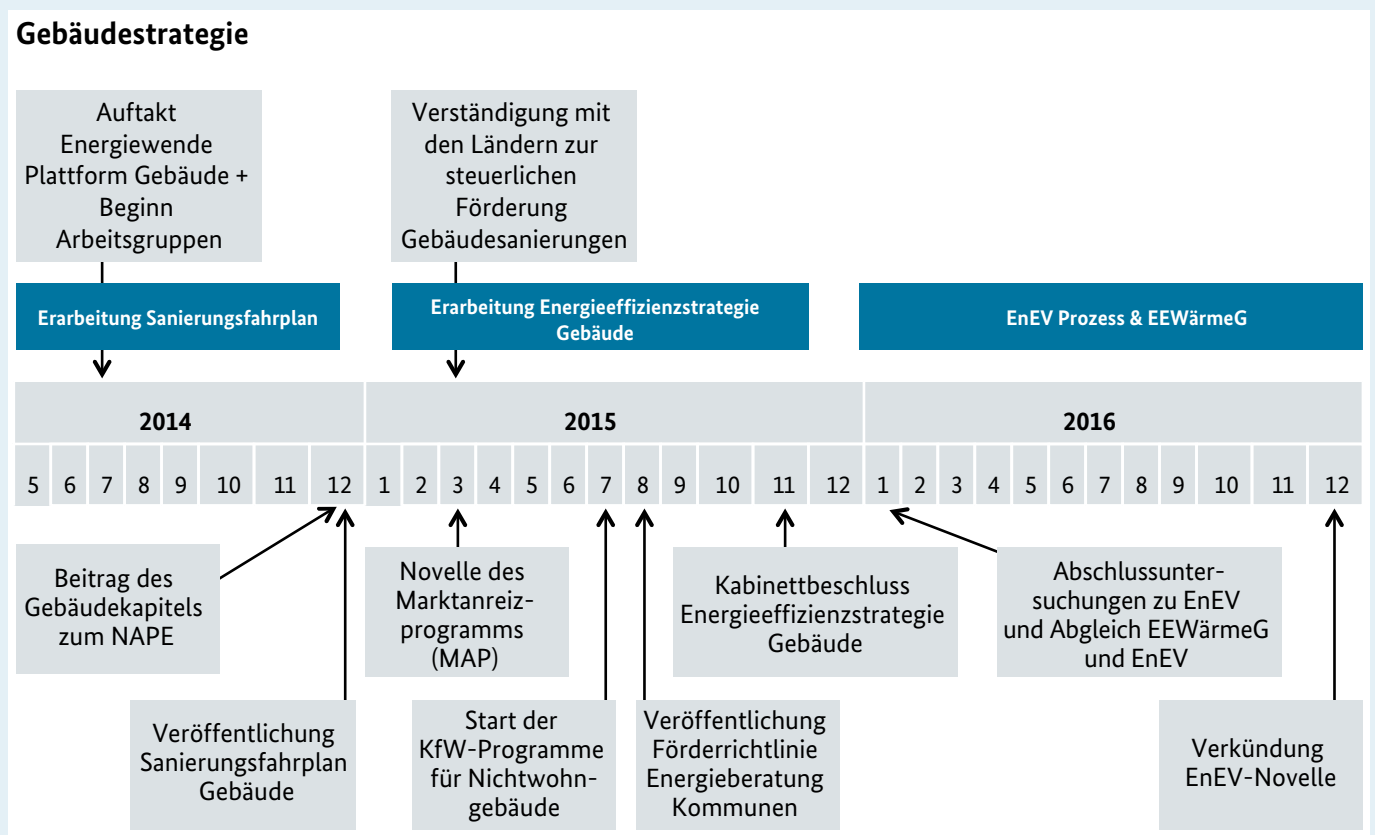 Gebäudestrategie
Auftakt
Energiewende
Plattform Gebäude +
Beginn
Arbeitsgruppen
Verständigung mit
den Ländern zur
steuerlichen
Förderung
Gebäudesanierungen
Erarbeitung Sanierungsfahrplan
Erarbeitung Energieeffizienzstrategie
Gebäude
EnEV Prozess & EEWärmeG
2014
2015
2016
5 6 7 8 9 10 11 12 1 2 3 4 5 6 7 8 9 10 11 12 1 2 3 4 5 6 7 8 9 10 11 12
Beitrag des
Gebäudekapitels
zum NAPE
Novelle des
Marktanreiz-
programms
(MAP)
Kabinettbeschluss
Energieeffizienzstrategie
Gebäude
Abschlussunter-
suchungen zu EnEV
und Abgleich EEWärmeG
und EnEV
Veröffentlichung
Sanierungsfahrplan
Gebäude
Start der
KfW-Programme
für Nichtwohn-
gebäude
Veröffentlichung
Förderrichtlinie
Energieberatung
Kommunen
Verkündung
EnEV-Novelle